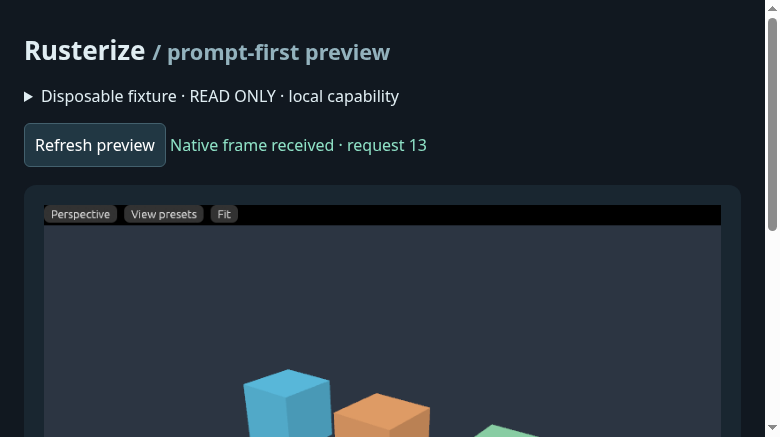 Rusterize / prompt-first preview
▶ Disposable fixture · READ ONLY · local capability
Refresh preview Native frame received · request 13
Perspective View presets Fit